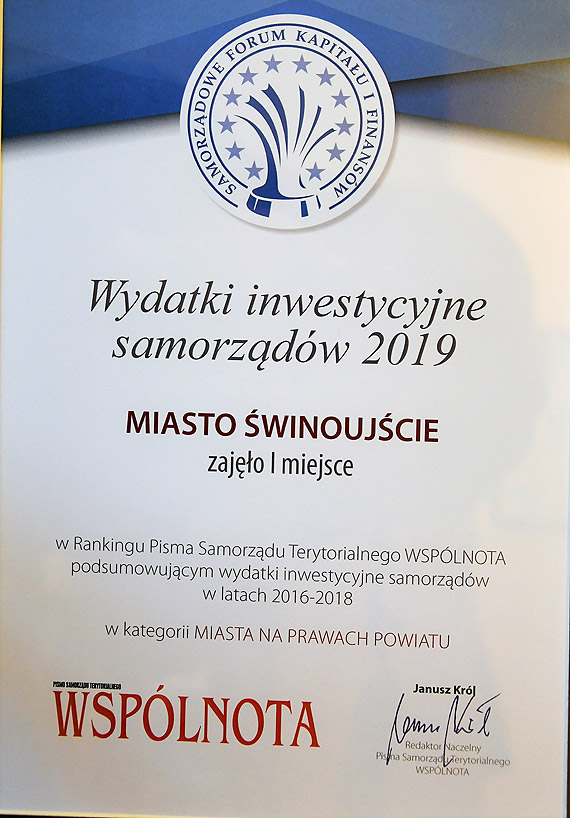 SAMORZĄDOWE FORUM KAPITAŁU I FINANSÓW
Wydatki inwestycyjne
samorządów 2019
MIASTO ŚWINOUJŚCIE
zajęło I miejsce
w Rankingu Pisma Samorządu Terytorialnego WSPÓLNOTA
podsumowującym wydatki inwestycyjne samorządów
w latach 2016-2018
w kategorii MIASTA NA PRAWACH POWIATU
PISMO SAMORZĄDU TERYTORIALNEGO
WSPÓLNOTA
Janusz Król
Redaktor Naczelny
Pisma Samorządu Terytorialnego
WSPÓLNOTA